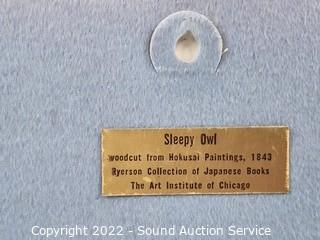 Sleepy Owl
woodcut from Hokusai Paintings, 1843
Ryerson Collection of Japanese Books
The Art Institute of Chicago
Copyright 2022 - Sound Auction Service